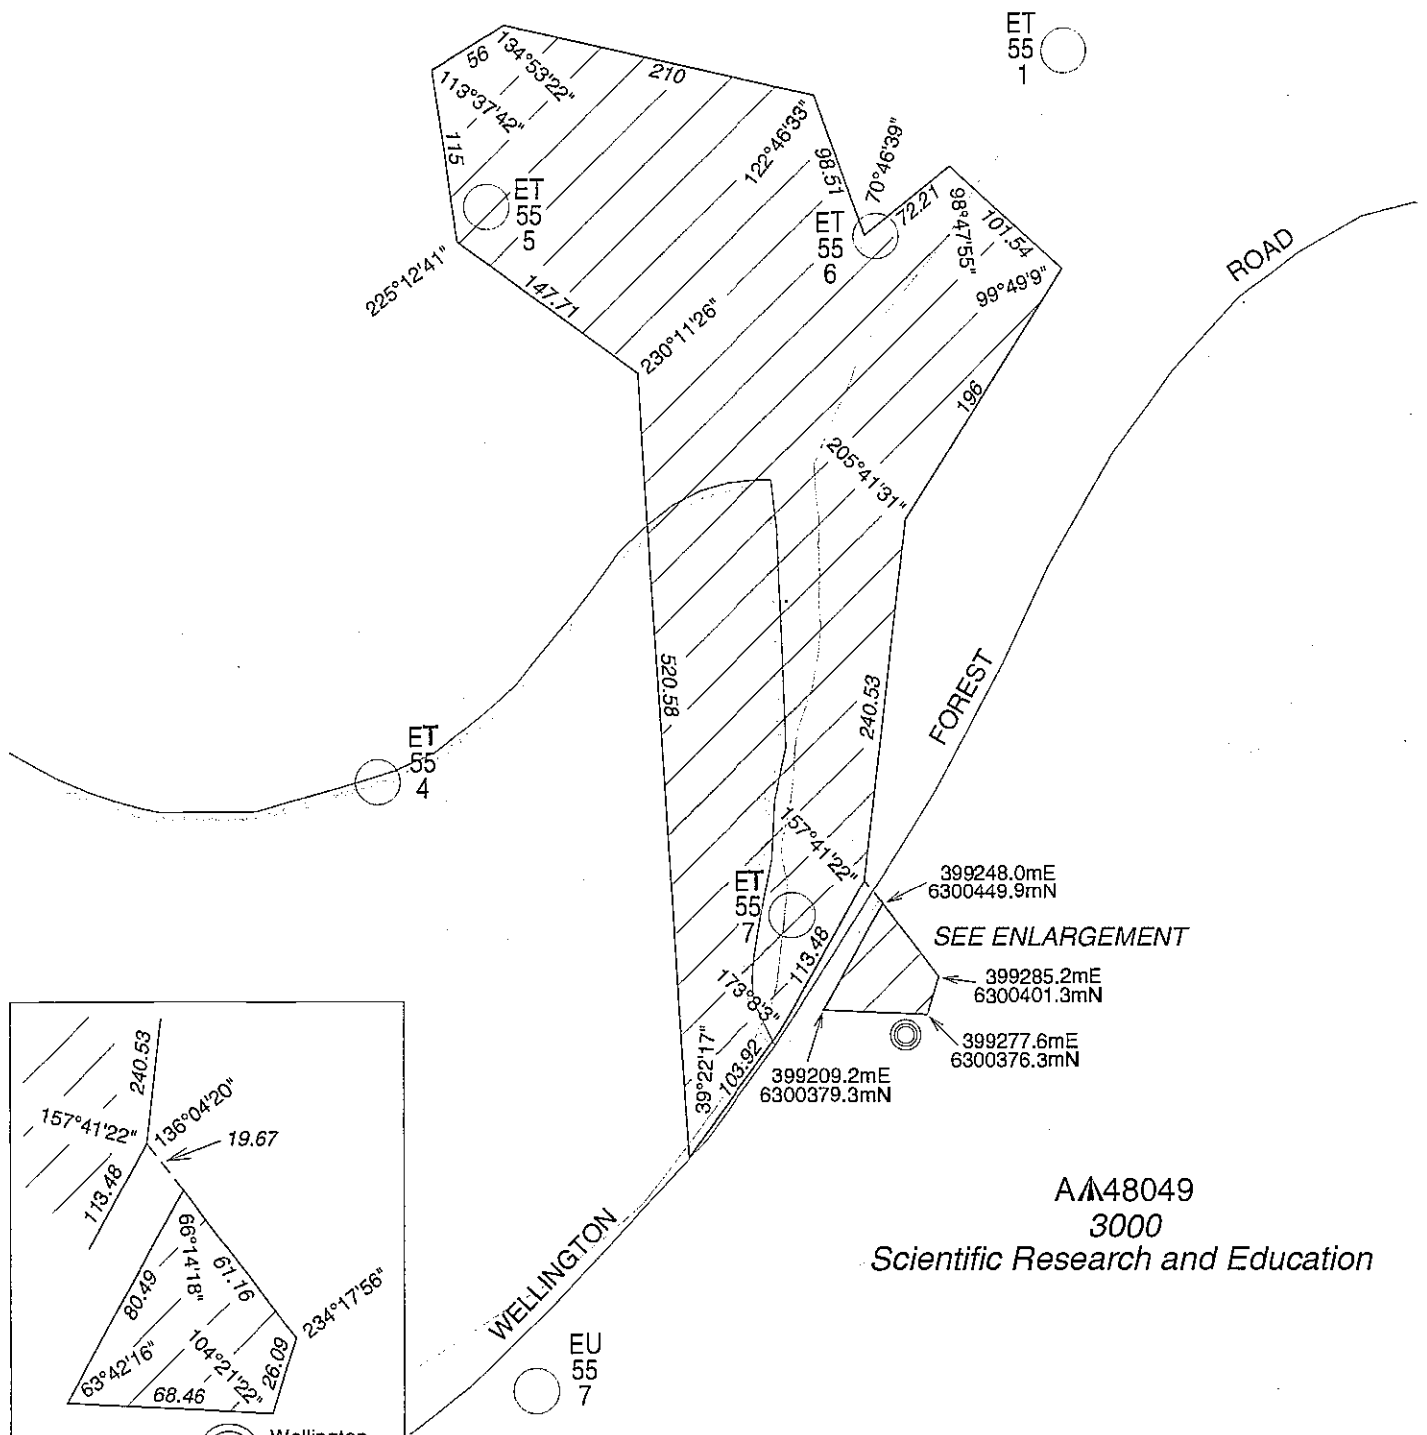 ET
55
1
56
134°53'22"
210
113°37'42"
115
122°46'33"
98.51
70°46'39"
ET
55
5
ET
55
6
72.21
98°47'55"
101.54
99°49'9"
ROAD
225°12'41"
147.71
230°11'26"
196
205°41'31"
520.58
240.53
FOREST
ET
55
4
157°41'22"
ET
55
7
399248.0mE
6300449.9mN
SEE ENLARGEMENT
113.48
399285.2mE
6300401.3mN
173°8'3"
39°22'17"
103.92
399277.6mE
6300376.3mN
399209.2mE
6300379.3mN
240.53
157°41'22"
136°04'20"
19.67
113.48
66°14'18"
61.16
80.49
234°17'56"
63°42'16"
104°21'22"
26.09
68.46
Wellington
WELLINGTON
EU
55
7
A48049
3000
Scientific Research and Education